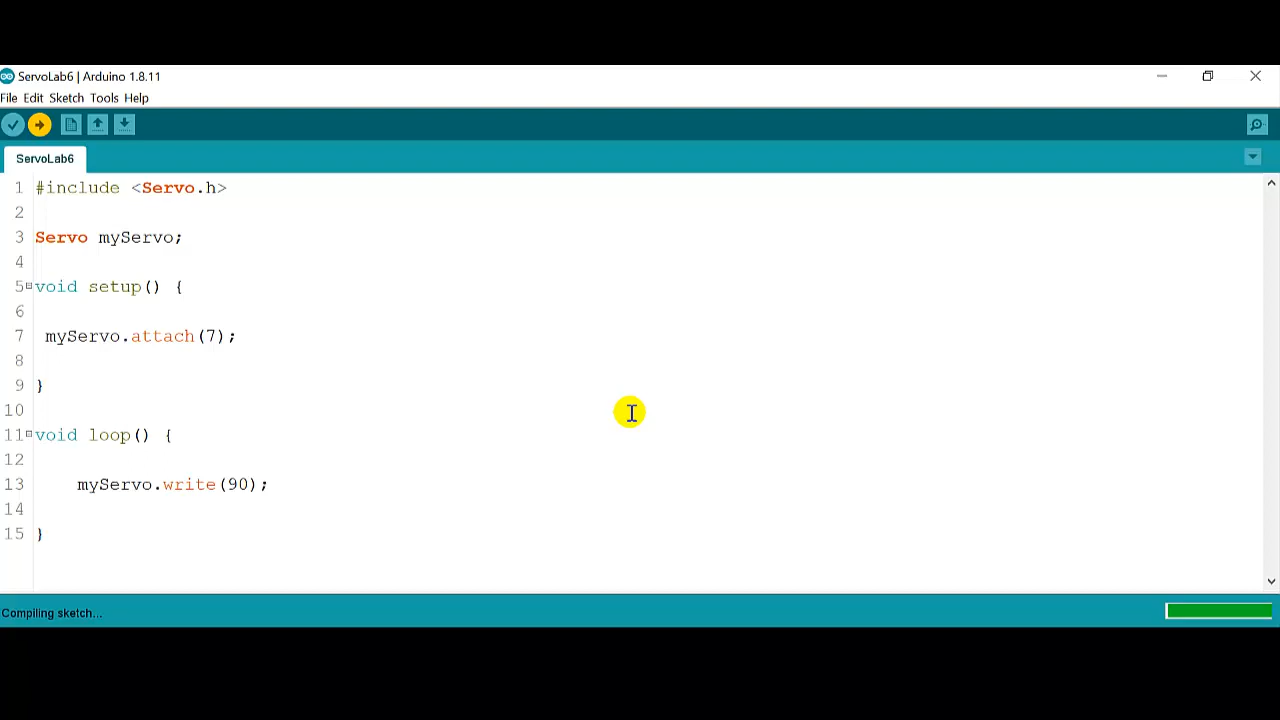 ServoLab6 | Arduino 1.8.11
File Edit Sketch Tools Help
ServoLab6
1 #include <Servo.h>
2
3 Servo myServo;
4
5 void setup() {
6
7 myServo.attach(7);
8
9 }
10
11 void loop() {
12
13 myServo.write(90);
14
15 }
Compiling sketch...